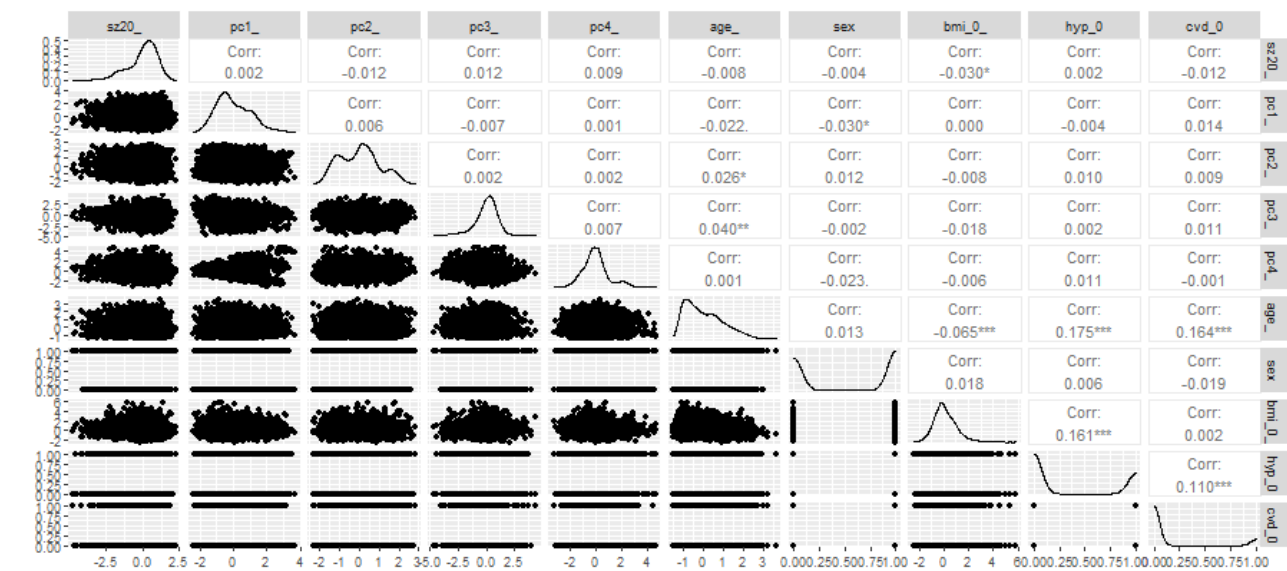 sz20_ pc1_ pc2_ pc3_ pc4_ age_ sex bmi_0_ hyp_0 cvd_0
Corr: Corr: Corr: Corr: Corr: Corr: Corr: Corr: Corr:
0.002 -0.012 0.012 0.009 -0.008 -0.004 -0.030* 0.002 -0.012
sz20_
Corr: Corr: Corr: Corr: Corr: Corr: Corr: Corr:
0.006 -0.007 0.001 -0.022. -0.030* 0.000 -0.004 0.014
pc1_
Corr: Corr: Corr: Corr: Corr: Corr: Corr:
0.002 0.002 0.026* 0.012 -0.008 0.010 0.009
pc2_
Corr: Corr: Corr: Corr: Corr: Corr:
0.007 0.040** -0.002 -0.018 0.002 0.011
pc3_
Corr: Corr: Corr: Corr: Corr:
0.001 -0.023. -0.006 0.011 -0.001
pc4_
Corr: Corr: Corr: Corr:
0.013 -0.065*** 0.175*** 0.164***
age_
Corr: Corr: Corr:
0.018 0.006 -0.019
sex
Corr: Corr:
0.161*** 0.002
bmi_0_
Corr:
0.110***
hyp_0
cvd_0
-2.5 0.0 2.5 -2 0 2 4 -2 -1 0 1 2 3 -5.0 -2.5 0.0 2.5 -2 0 2 4 -1 0 1 2 3 0.00 0.25 0.50 0.75 1.00 -2 0 2 4 6 0.00 0.25 0.50 0.75 1.00 0.00 0.25 0.50 0.75 1.00